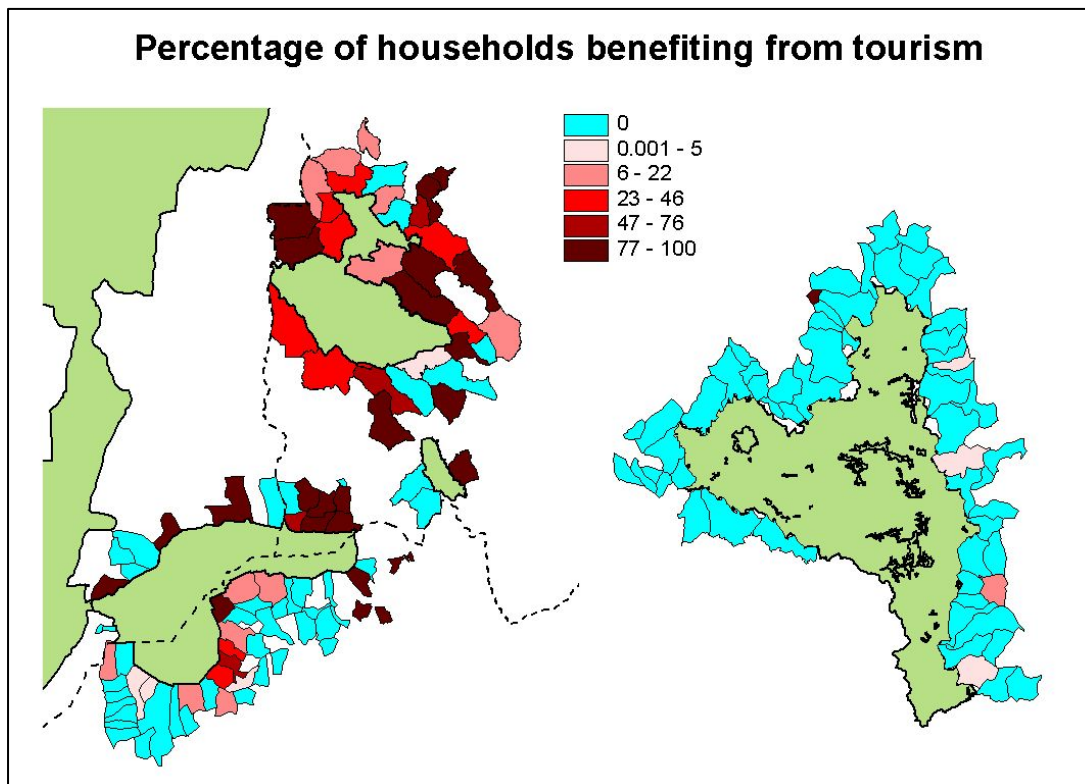 Percentage of households benefiting from tourism
0
0.001 - 5
6 - 22
23 - 46
47 - 76
77 - 100